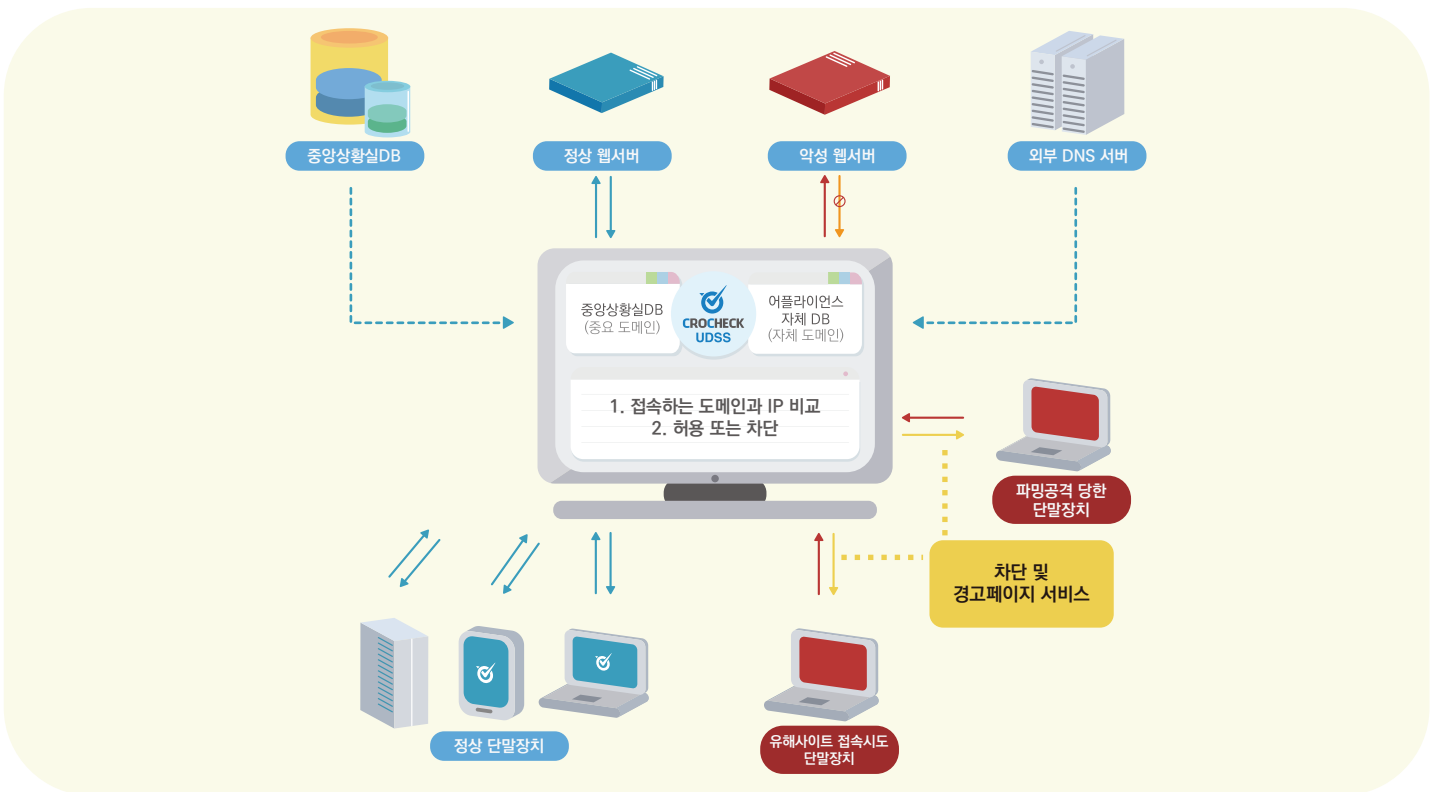 중앙상황실DB
정상 웹서버
악성 웹서버
외부 DNS 서버
중앙상황실DB
(중요 도메인)
CROCHECK
UDSS
어플라이언스
자체 DB
(자체 도메인)
1. 접속하는 도메인과 IP 비교
2. 허용 또는 차단
파밍공격 당한
단말장치
차단 및
경고페이지 서비스
정상 단말장치
유해사이트 접속시도
단말장치